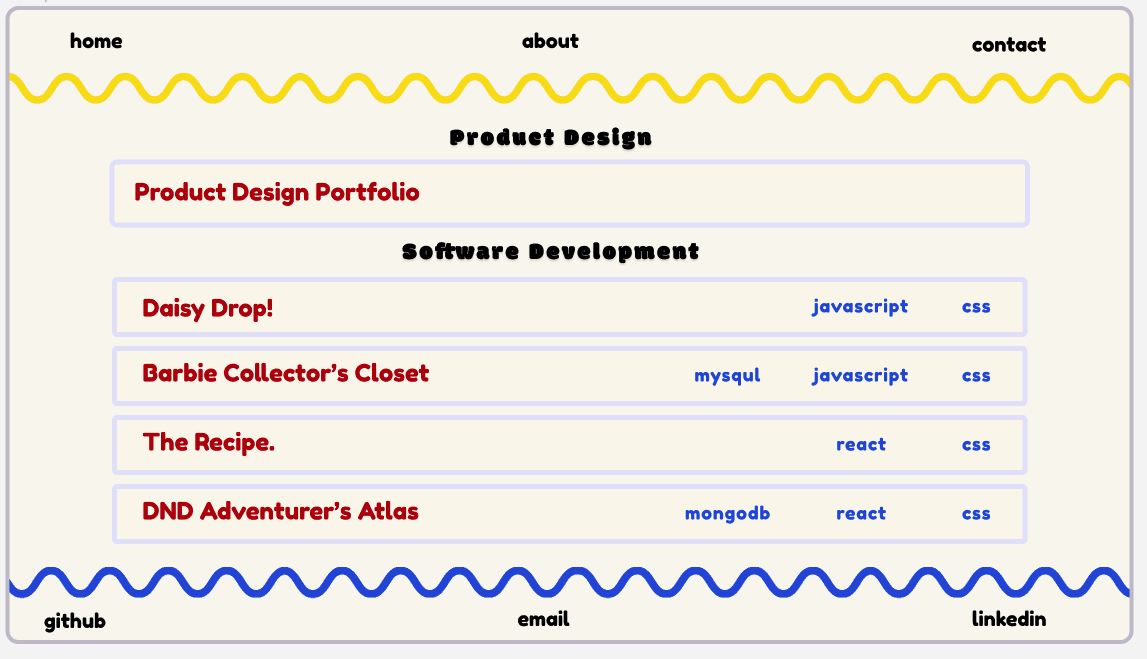 home about contact
Product Design
Product Design Portfolio
Software Development
Daisy Drop! javascript css
Barbie Collector's Closet mysqul javascript css
The Recipe. react css
DND Adventurer's Atlas mongodb react css
github email linkedin